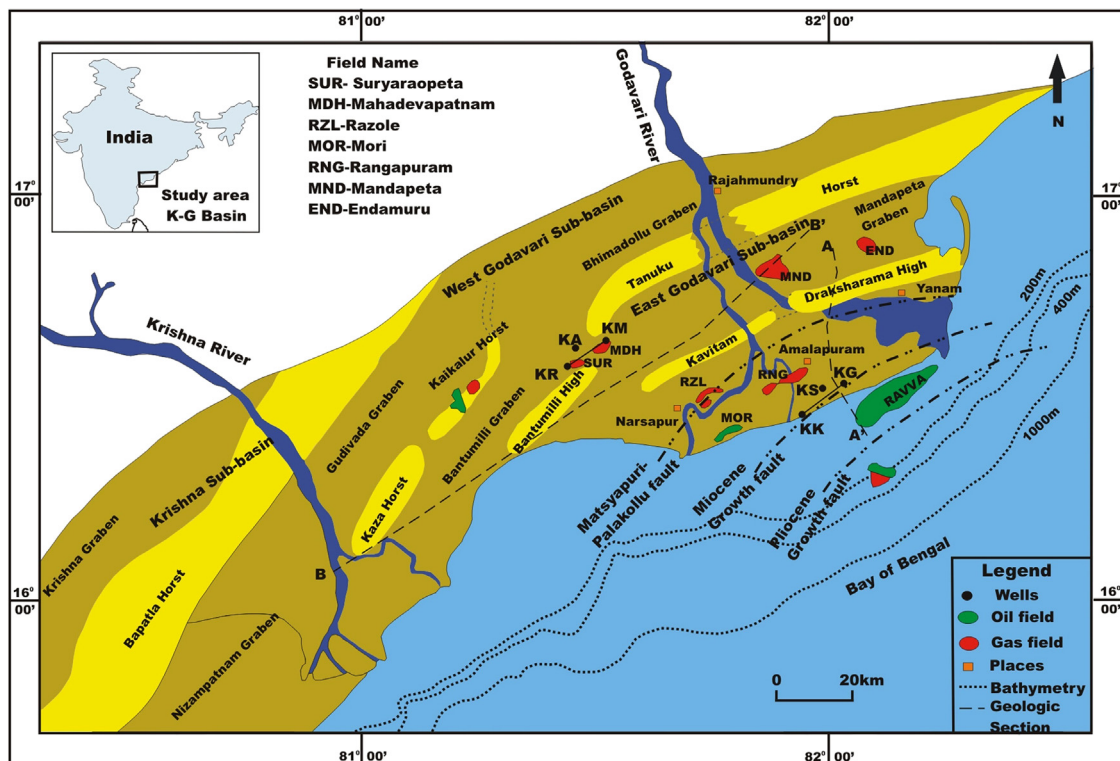 81° 00'
82° 00'
India
Study area
K-G Basin
Field Name
SUR- Suryaraopeta
MDH-Mahadevapatnam
RZL-Razole
MOR-Mori
RNG-Rangapuram
MND-Mandapeta
END-Endamuru
Godavari River
N
17° 00'
17° 00'
Rajahmundry
Horst
Mandapeta
Graben
West Godavari Sub-basin
Bhimadollu Graben
B'
A
END
Tanuku
East Godavari Sub-basin
MND
Draksharama High
Yanam
200m
400m
Krishna River
KM
KA
MDH
SUR
KR
Kaikalur Horst
Kavitam
Amalapuram
RZL
RNG
KS
KG
RAVVA
Narsapur
MOR
KK
A'
1000m
Gudivada Graben
Bantumilli Graben
Bantumilli High
Krishna Sub-basin
Kaza Horst
Matsyapuri-
Palakollu fault
Miocene
Growth fault
Pliocene
Growth fault
Krishna Graben
B
Bapatla Horst
Nizampatnam Graben
Bay of Bengal
16° 00'
16° 00'
Legend
Wells
Oil field
Gas field
Places
Bathymetry
Geologic
Section
0 20km
81° 00'
82° 00'